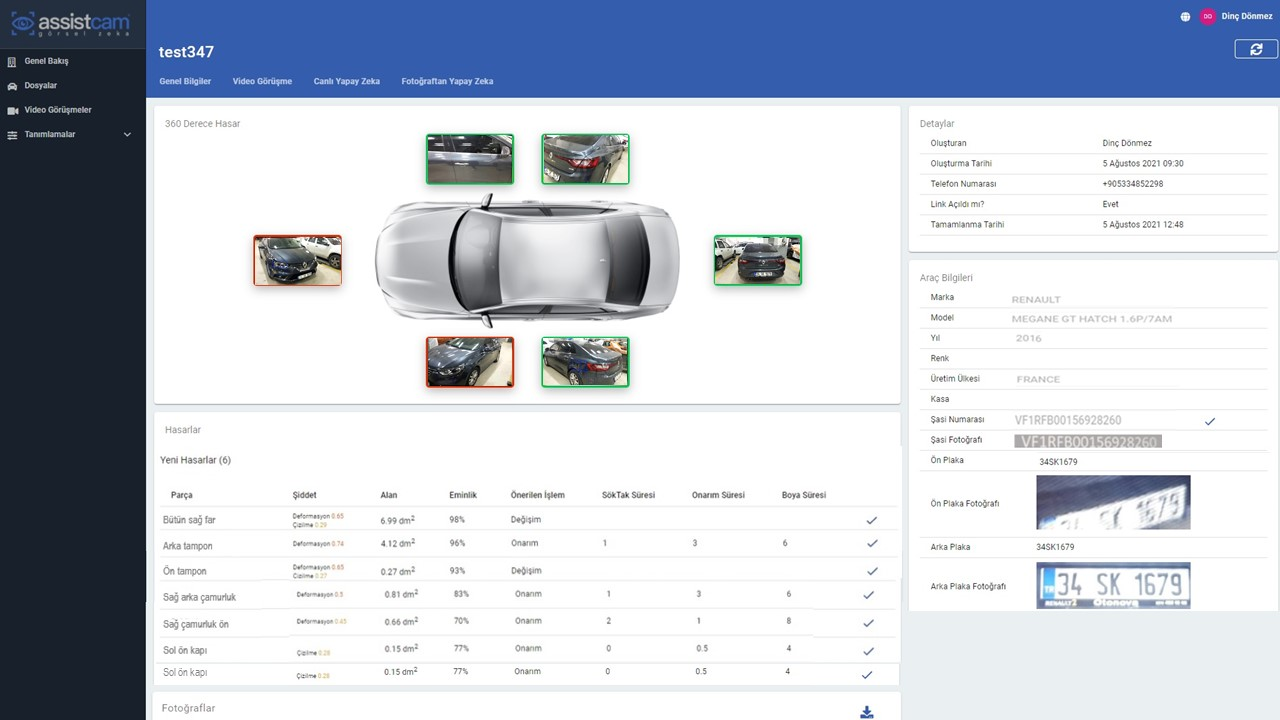 assistcam
görsel zeka
Genel Bakış
Dosyalar
Video Görüşmeler
Tanımlamalar
DD Dinç Dönmez
test347
Genel Bilgiler Video Görüşme Canlı Yapay Zeka Fotoğraftan Yapay Zeka
360 Derece Hasar
Hasarlar
Yeni Hasarlar (6)
Parça Şiddet Alan Eminlik Önerilen İşlem SökTak Süresi Onarım Süresi Boya Süresi
Bütün sağ far Deformasyon 0.65 6.99 dm2 98% Değişim
Çizilme 0.29
Arka tampon Deformasyon 0.74 4.12 dm2 96% Onarım 1 3 6
Ön tampon Deformasyon 0.65 0.27 dm2 93% Değişim
Çizilme 0.27
Sağ arka çamurluk Deformasyon 0.5 0.81 dm2 83% Onarım 1 3 6
Sağ çamurluk ön Deformasyon 0.45 0.66 dm2 70% Onarım 2 1 8
Sol ön kapı Çizilme 0.28 0.15 dm2 77% Onarım 0 0.5 4
Sol ön kapı Çizilme 0.28 0.15 dm2 77% Onarım 0 0.5 4
Fotoğraflar
Detaylar
Oluşturan Dinç Dönmez
Oluşturma Tarihi 5 Ağustos 2021 09:30
Telefon Numarası +905334852298
Link Açıldı mı? Evet
Tamamlanma Tarihi 5 Ağustos 2021 12:48
Araç Bilgileri
Marka RENAULT
Model MEGANE GT HATCH 1.6P/7AM
Yıl 2016
Renk
Üretim Ülkesi FRANCE
Kasa
Şasi Numarası VF1RFB00156928260
Şasi Fotoğrafı VF1RFB00156928260
Ön Plaka 34SK1679
Ön Plaka Fotoğrafı 34 SK 1679
Arka Plaka 34SK1679
Arka Plaka Fotoğrafı 34 SK 1679
RENAULT Otonova